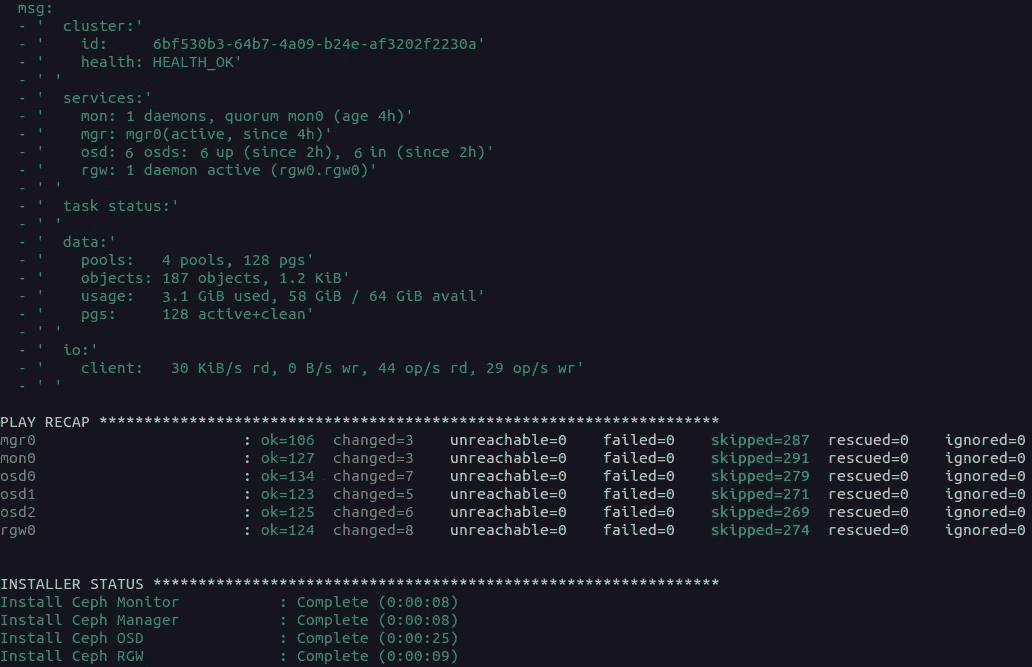 msg:
- '  cluster:'
- '    id:     6bf530b3-64b7-4a09-b24e-af3202f2230a'
- '    health: HEALTH_OK'
- ' '
- '  services:'
- '    mon: 1 daemons, quorum mon0 (age 4h)'
- '    mgr: mgr0(active, since 4h)'
- '    osd: 6 osds: 6 up (since 2h), 6 in (since 2h)'
- '    rgw: 1 daemon active (rgw0.rgw0)'
- ' '
- '  task status:'
- ' '
- '  data:'
- '    pools:   4 pools, 128 pgs'
- '    objects: 187 objects, 1.2 KiB'
- '    usage:   3.1 GiB used, 58 GiB / 64 GiB avail'
- '    pgs:     128 active+clean'
- ' '
- '  io:'
- '    client:   30 KiB/s rd, 0 B/s wr, 44 op/s rd, 29 op/s wr'
- ' '
PLAY RECAP *********************************************************************
mgr0                       : ok=106  changed=3    unreachable=0    failed=0    skipped=287  rescued=0    ignored=0
mon0                       : ok=127  changed=3    unreachable=0    failed=0    skipped=291  rescued=0    ignored=0
osd0                       : ok=134  changed=7    unreachable=0    failed=0    skipped=279  rescued=0    ignored=0
osd1                       : ok=123  changed=5    unreachable=0    failed=0    skipped=271  rescued=0    ignored=0
osd2                       : ok=125  changed=6    unreachable=0    failed=0    skipped=269  rescued=0    ignored=0
rgw0                       : ok=124  changed=8    unreachable=0    failed=0    skipped=274  rescued=0    ignored=0
INSTALLER STATUS ***************************************************************
Install Ceph Monitor           : Complete (0:00:08)
Install Ceph Manager           : Complete (0:00:08)
Install Ceph OSD               : Complete (0:00:25)
Install Ceph RGW               : Complete (0:00:09)